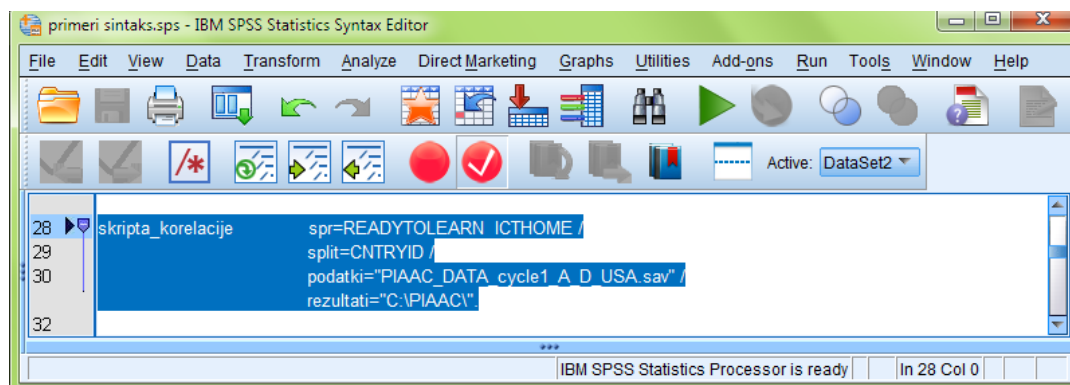 primeri sintaks.sps - IBM SPSS Statistics Syntax Editor
File Edit View Data Transform Analyze Direct Marketing Graphs Utilities Add-ons Run Tools Window Help
Active: DataSet2
28 skripta_korelacije spr=READYTOLEARN ICTHOME /
29 split=CNTRYID /
30 podatki="PIAAC_DATA_cycle1_A_D_USA.sav" /
rezultati="C:\PIAAC\".
32
IBM SPSS Statistics Processor is ready In 28 Col 0